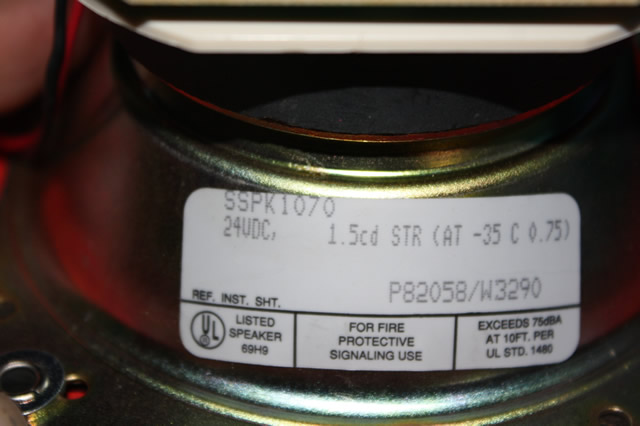 SSPK1070
24VDC, 1.5cd STR (AT -35 C 0.75)
P82058/W3290
REF. INST. SHT.
UL LISTED
SPEAKER
69H9
FOR FIRE
PROTECTIVE
SIGNALING USE
EXCEEDS 75dBA
AT 10FT. PER
UL STD. 1480